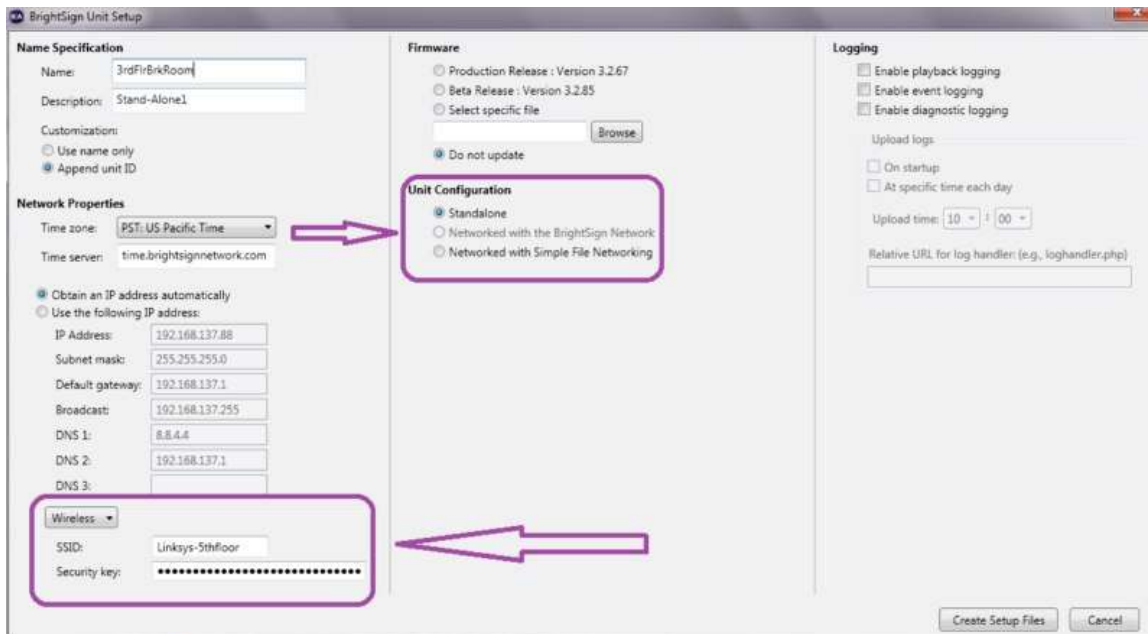 BrightSign Unit Setup
Name Specification
Name: 3rdFlrBrkRoom
Description: Stand-Alone1
Customization:
Use name only
Append unit ID
Network Properties
Time zone: PST: US Pacific Time
Time server: time.brightsignnetwork.com
Obtain an IP address automatically
Use the following IP address:
IP Address: 192.168.137.88
Subnet mask: 255.255.255.0
Default gateway: 192.168.137.1
Broadcast: 192.168.137.255
DNS 1: 8.8.4.4
DNS 2: 192.168.137.1
DNS 3:
Wireless
SSID: Linksys-5thfloor
Security key: •••••••••••••••••••••••••••••
Firmware
Production Release : Version 3.2.67
Beta Release : Version 3.2.85
Select specific file
Browse
Do not update
Unit Configuration
Standalone
Networked with the BrightSign Network
Networked with Simple File Networking
Logging
Enable playback logging
Enable event logging
Enable diagnostic logging
Upload logs
On startup
At specific time each day
Upload time: 10 : 00
Relative URL for log handler: (e.g., loghandler.php)
Create Setup Files
Cancel